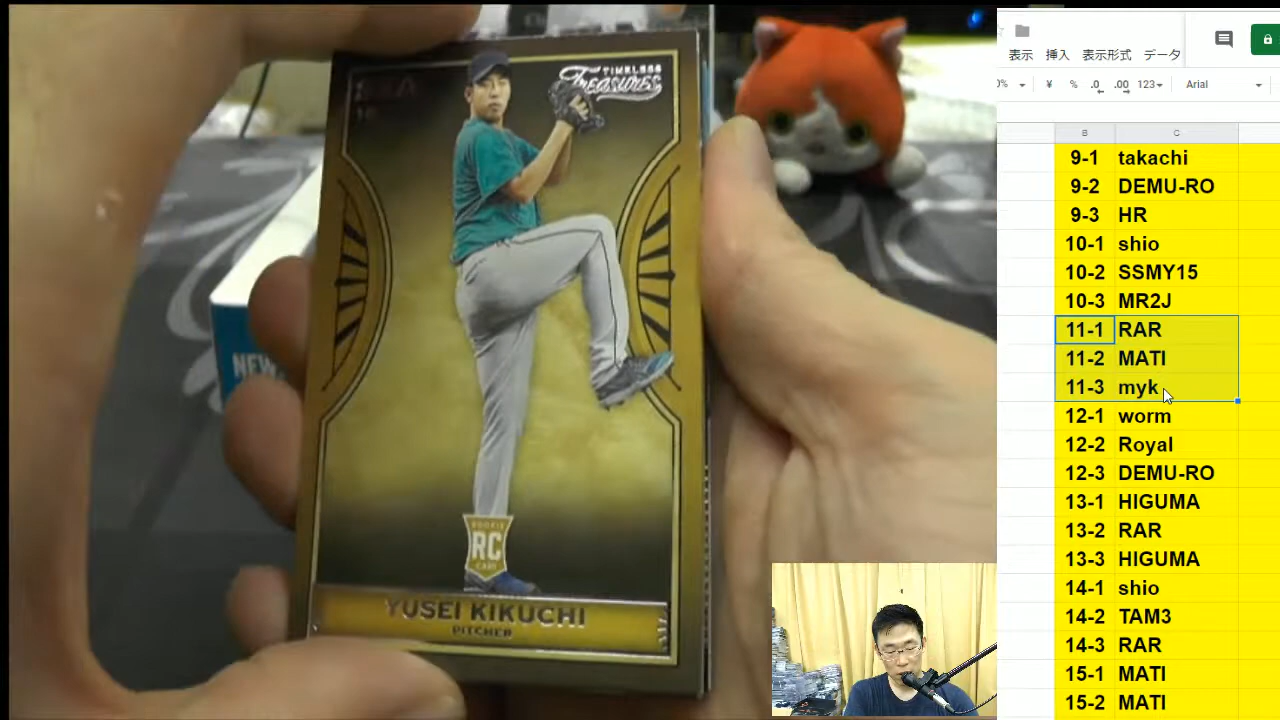 TIMELESS
TREASURES
NEW
ROOKIE
RC
CARD
YUSEI KIKUCHI
PITCHER
表示 挿入 表示形式 データ
% ¥ % .0 .00 123 Arial
B C
9-1 takachi
9-2 DEMU-RO
9-3 HR
10-1 shio
10-2 SSMY15
10-3 MR2J
11-1 RAR
11-2 MATI
11-3 myk
12-1 worm
12-2 Royal
12-3 DEMU-RO
13-1 HIGUMA
13-2 RAR
13-3 HIGUMA
14-1 shio
14-2 TAM3
14-3 RAR
15-1 MATI
15-2 MATI